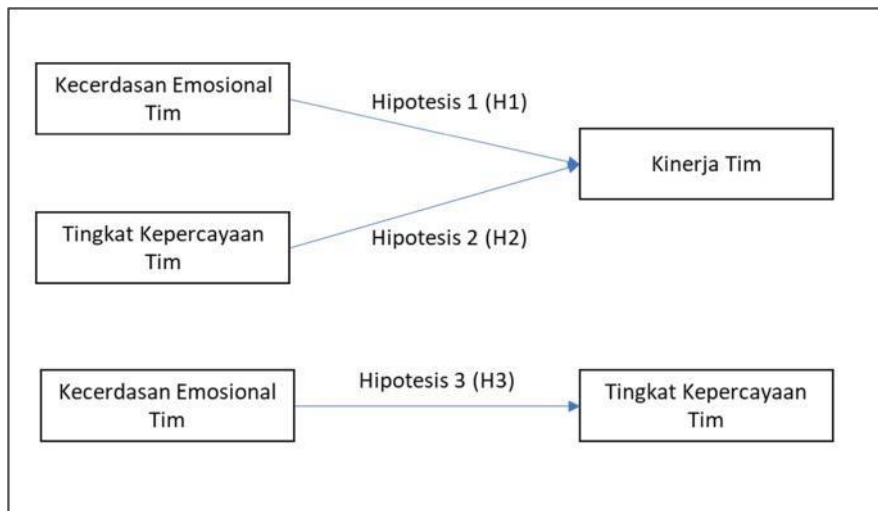 Kecerdasan Emosional
Tim
Hipotesis 1 (H1)
Kinerja Tim
Tingkat Kepercayaan
Tim
Hipotesis 2 (H2)
Kecerdasan Emosional
Tim
Hipotesis 3 (H3)
Tingkat Kepercayaan
Tim